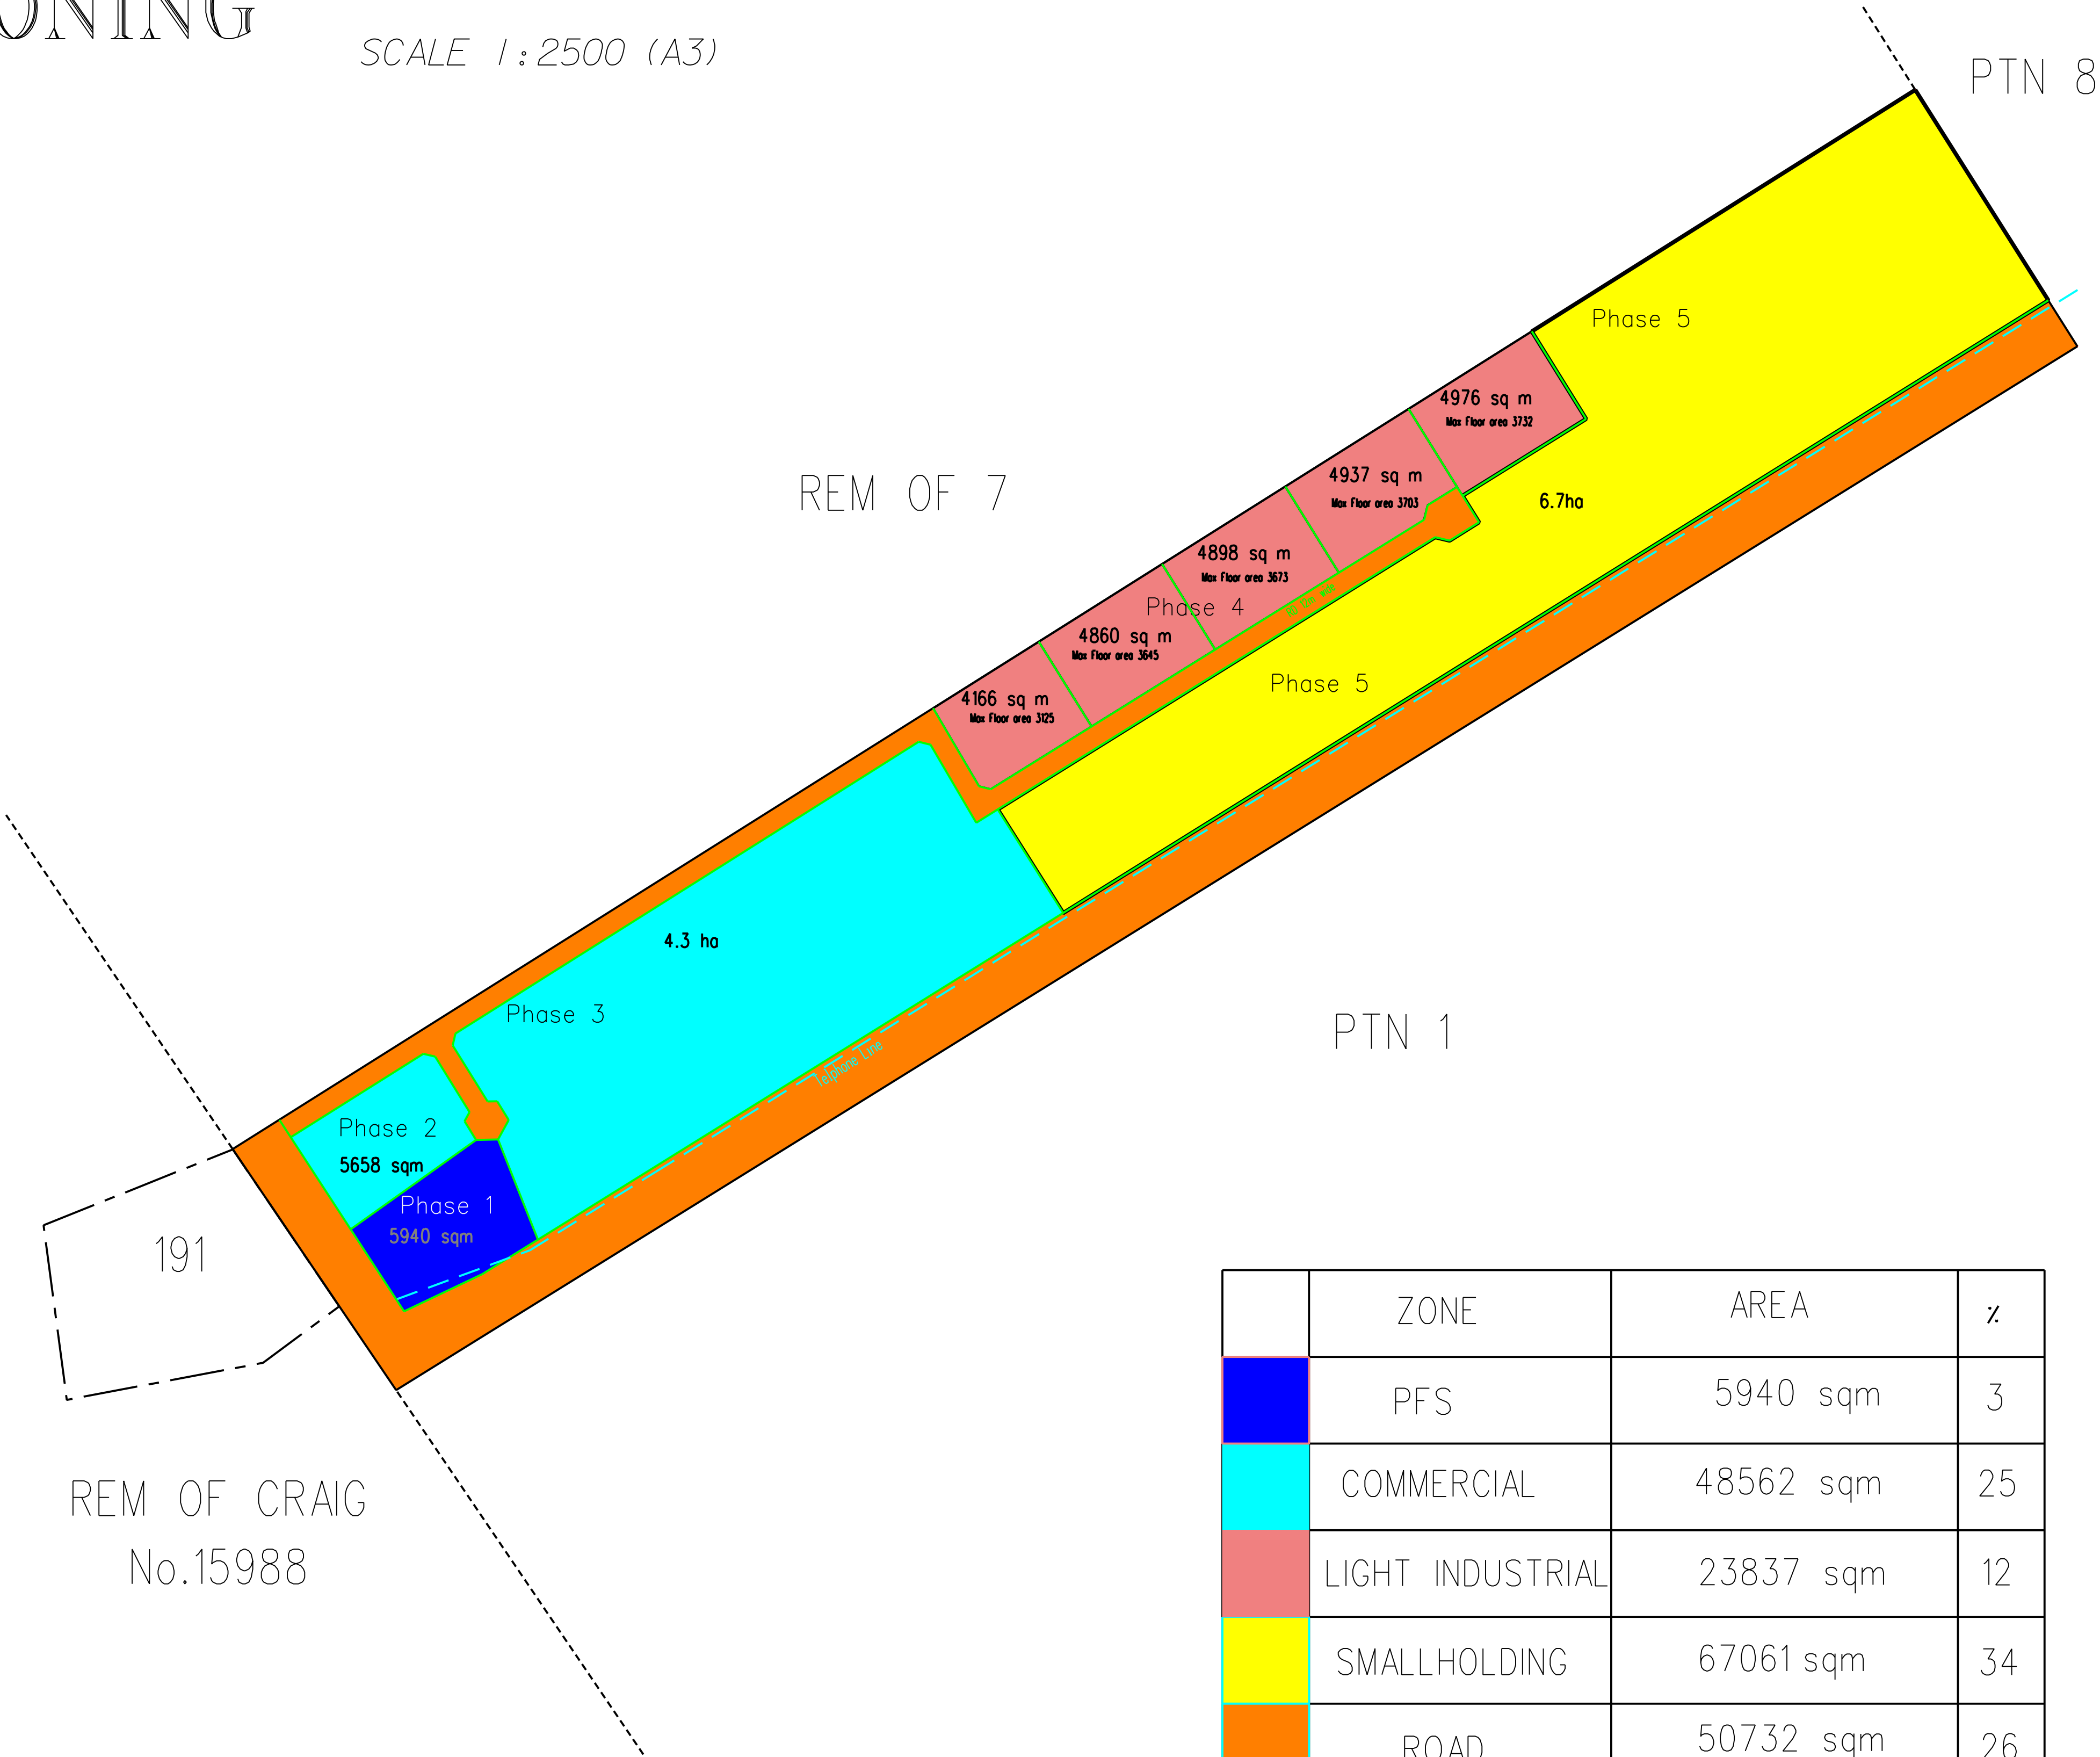 ONING
SCALE 1:2500 (A3)
PTN 8
Phase 5
4976 sq m
Max Floor area 3732
4937 sq m
Max Floor area 3703
6.7ha
REM OF 7
4898 sq m
Max Floor area 3673
Phase 4
4860 sq m
Max Floor area 3645
Phase 5
4166 sq m
Max Floor area 3125
4.3 ha
Phase 3
PTN 1
Telphone Line
Phase 2
5658 sqm
Phase 1
5940 sqm
191
REM OF CRAIG
No.15988
ZONE AREA %
PFS 5940 sqm 3
COMMERCIAL 48562 sqm 25
LIGHT INDUSTRIAL 23837 sqm 12
SMALLHOLDING 67061 sqm 34
ROAD 50732 sqm 26